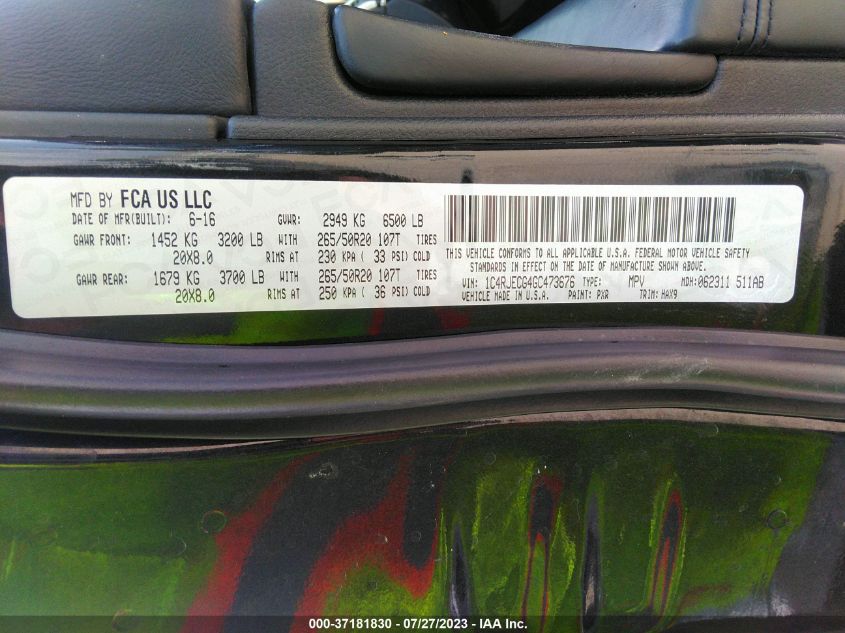 MFD BY FCA US LLC
DATE OF MFR(BUILT): 6-16 GVWR: 2949 KG 6500 LB
GAWR FRONT: 1452 KG 3200 LB WITH 265/50R20 107T TIRES
20X8.0 RIMS AT 230 KPA ( 33 PSI) COLD
GAWR REAR: 1679 KG 3700 LB WITH 265/50R20 107T TIRES
20X8.0 RIMS AT 250 KPA ( 36 PSI) COLD
THIS VEHICLE CONFORMS TO ALL APPLICABLE U.S.A. FEDERAL MOTOR VEHICLE SAFETY
STANDARDS IN EFFECT ON THE DATE OF MANUFACTURE SHOWN ABOVE.
VIN: 1C4RJECG4GC473676 TYPE: MPV MDH: 062311 511AB
VEHICLE MADE IN U.S.A. PAINT: PXR TRIM: HAX9
000-37181830 - 07/27/2023 - IAA Inc.